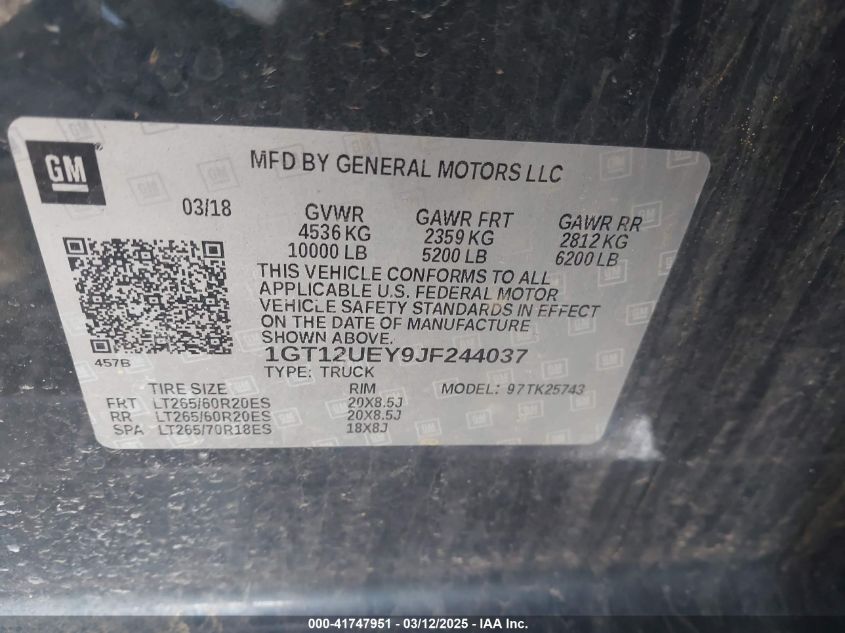 GM
MFD BY GENERAL MOTORS LLC
03/18
GVWR GAWR FRT GAWR RR
4536 KG 2359 KG 2812 KG
10000 LB 5200 LB 6200 LB
THIS VEHICLE CONFORMS TO ALL
APPLICABLE U.S. FEDERAL MOTOR
VEHICLE SAFETY STANDARDS IN EFFECT
ON THE DATE OF MANUFACTURE
SHOWN ABOVE.
457B
1GT12UEY9JF244037
TYPE: TRUCK
TIRE SIZE RIM MODEL: 97TK25743
FRT LT265/60R20ES 20X8.5J
RR LT265/60R20ES 20X8.5J
SPA LT265/70R18ES 18X8J
000-41747951 - 03/12/2025 - IAA Inc.